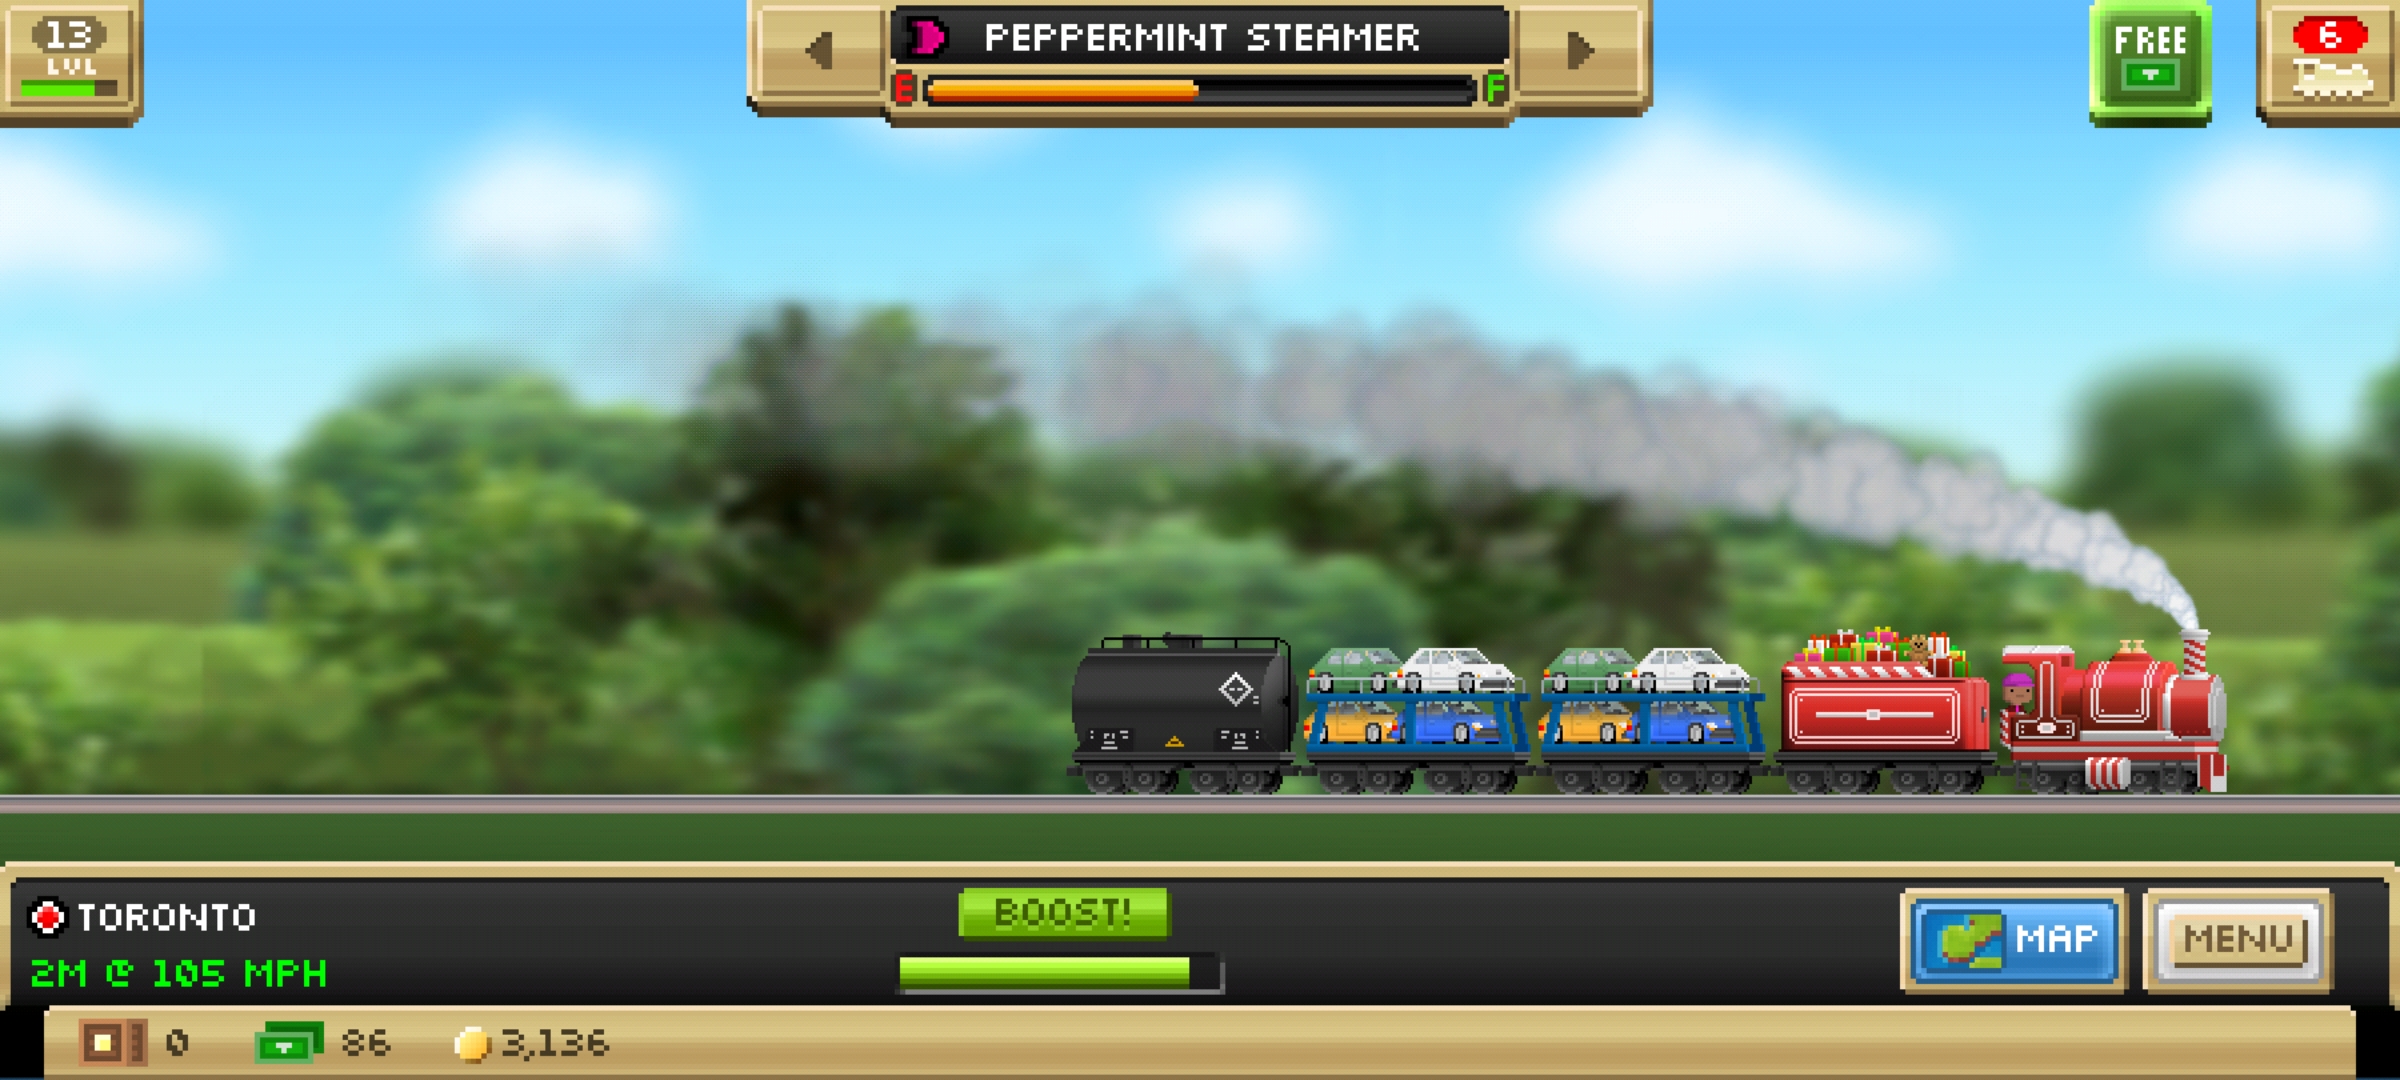 13
LVL
PEPPERMINT STEAMER
E F
FREE
6
TORONTO
2M @ 105 MPH
BOOST!
MAP
MENU
0 86 3,136